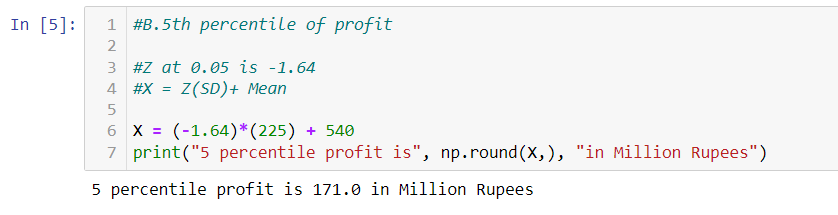 In [5]:
1 #B.5th percentile of profit
2
3 #Z at 0.05 is -1.64
4 #X = Z(SD)+ Mean
5
6 X = (-1.64)*(225) + 540
7 print("5 percentile profit is", np.round(X,), "in Million Rupees")
5 percentile profit is 171.0 in Million Rupees